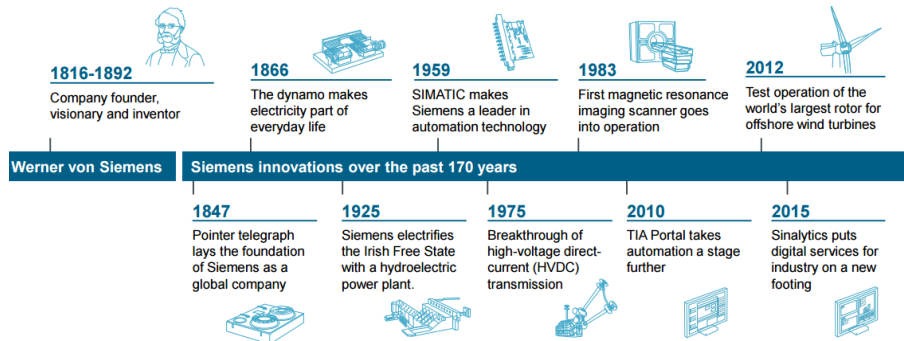 1816-1892
Company founder,
visionary and inventor
1866
The dynamo makes
electricity part of
everyday life
1959
SIMATIC makes
Siemens a leader in
automation technology
1983
First magnetic resonance
imaging scanner goes
into operation
2012
Test operation of the
world's largest rotor for
offshore wind turbines
Werner von Siemens
Siemens innovations over the past 170 years
1847
Pointer telegraph
lays the foundation
of Siemens as a
global company
1925
Siemens electrifies
the Irish Free State
with a hydroelectric
power plant.
1975
Breakthrough of
high-voltage direct-
current (HVDC)
transmission
2010
TIA Portal takes
automation a stage
further
2015
Sinalytics puts
digital services for
industry on a new
footing